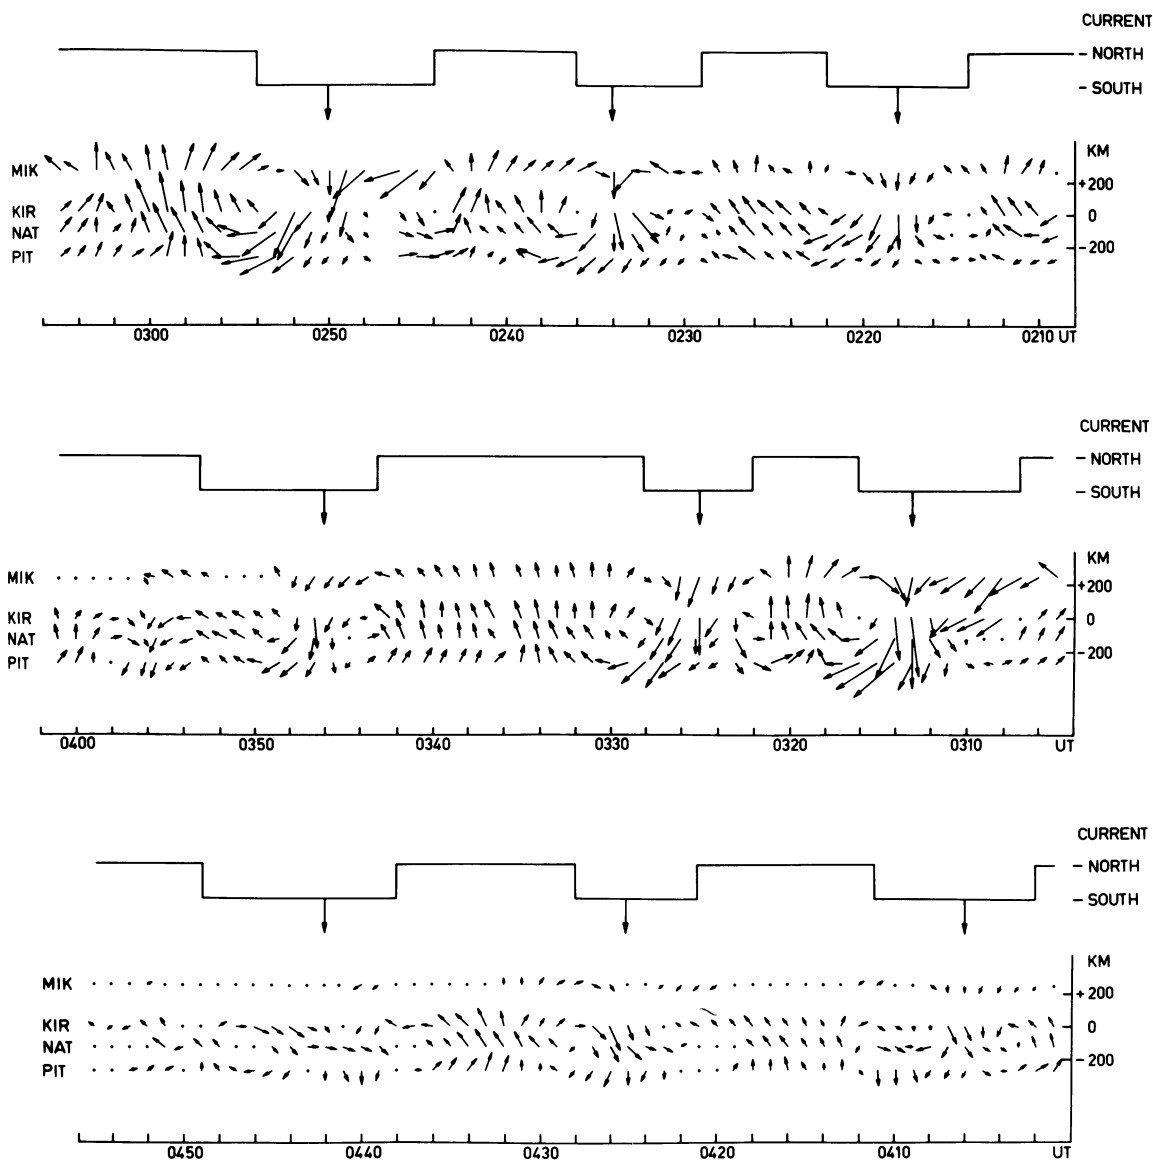 CURRENT
- NORTH
- SOUTH
KM
MIK
+ 200
KIR
0
NAT
- 200
PIT
0300 0250 0240 0230 0220 0210 UT
CURRENT
- NORTH
- SOUTH
KM
MIK
+ 200
KIR
0
NAT
- 200
PIT
0400 0350 0340 0330 0320 0310 UT
CURRENT
- NORTH
- SOUTH
KM
MIK
+ 200
KIR
0
NAT
- 200
PIT
0450 0440 0430 0420 0410 UT